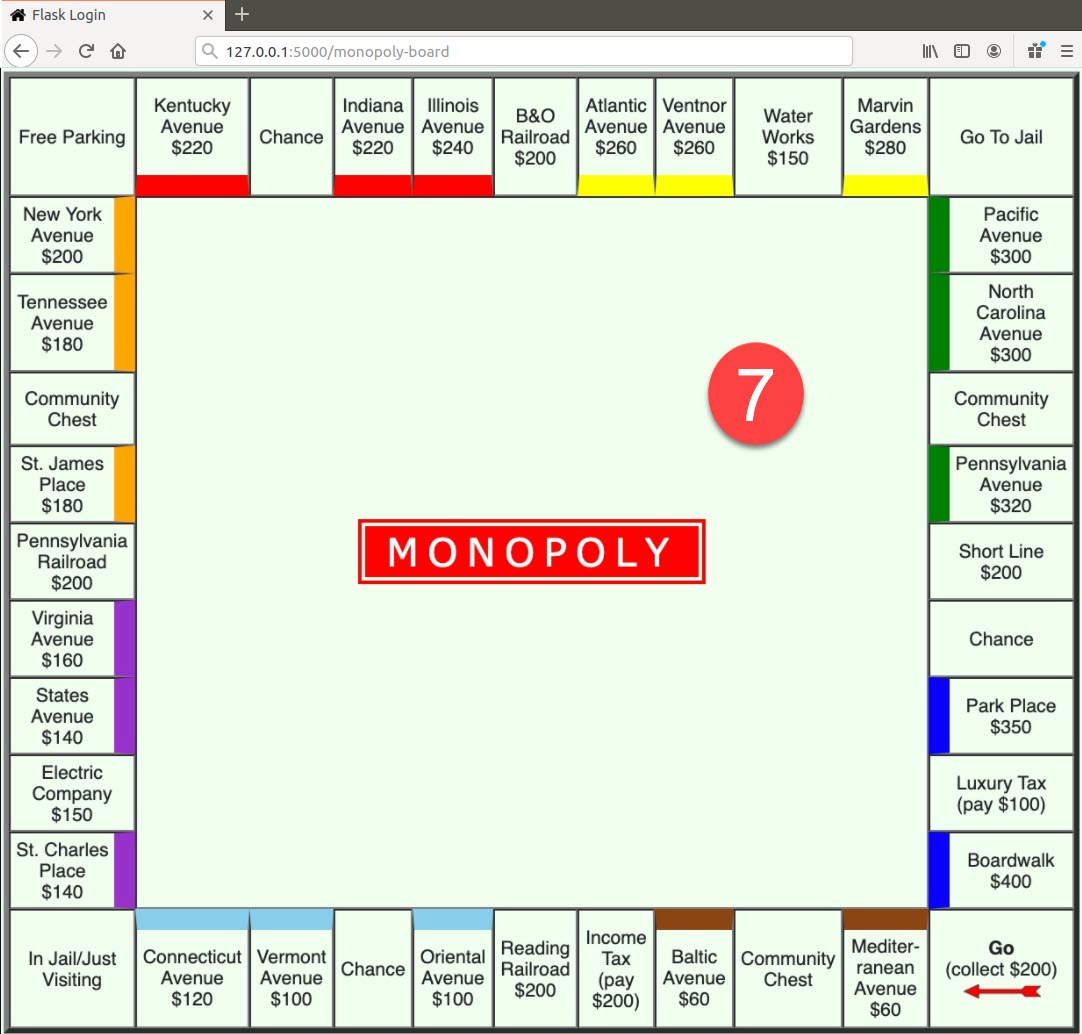 Flask Login
127.0.0.1:5000/monopoly-board
Free Parking
Kentucky
Avenue
$220
Chance
Indiana
Avenue
$220
Illinois
Avenue
$240
B&O
Railroad
$200
Atlantic
Avenue
$260
Ventnor
Avenue
$260
Water
Works
$150
Marvin
Gardens
$280
Go To Jail
New York
Avenue
$200
Pacific
Avenue
$300
Tennessee
Avenue
$180
North
Carolina
Avenue
$300
7
Community
Chest
Community
Chest
St. James
Place
$180
Pennsylvania
Avenue
$320
Pennsylvania
Railroad
$200
MONOPOLY
Short Line
$200
Virginia
Avenue
$160
Chance
States
Avenue
$140
Park Place
$350
Electric
Company
$150
Luxury Tax
(pay $100)
St. Charles
Place
$140
Boardwalk
$400
In Jail/Just
Visiting
Connecticut
Avenue
$120
Vermont
Avenue
$100
Chance
Oriental
Avenue
$100
Reading
Railroad
$200
Income
Tax
(pay
$200)
Baltic
Avenue
$60
Community
Chest
Mediter-
ranean
Avenue
$60
Go
(collect $200)